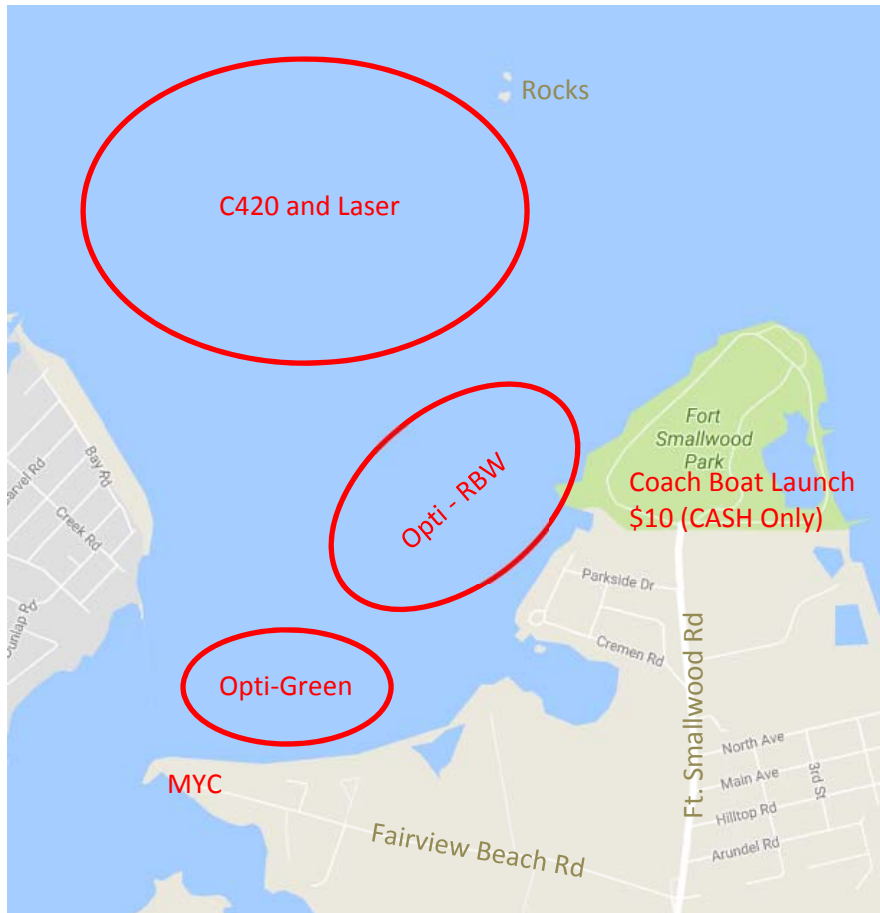 Rocks
C420 and Laser
Fort
Smallwood
Park
Coach Boat Launch
$10 (CASH Only)
Bay Rd
Creek Rd
Dunlap Rd
Opti - RBW
Parkside Dr
Cremen Rd
Opti-Green
Ft. Smallwood Rd
North Ave
Main Ave
3rd St
Hilltop Rd
Arundel Rd
MYC
Fairview Beach Rd